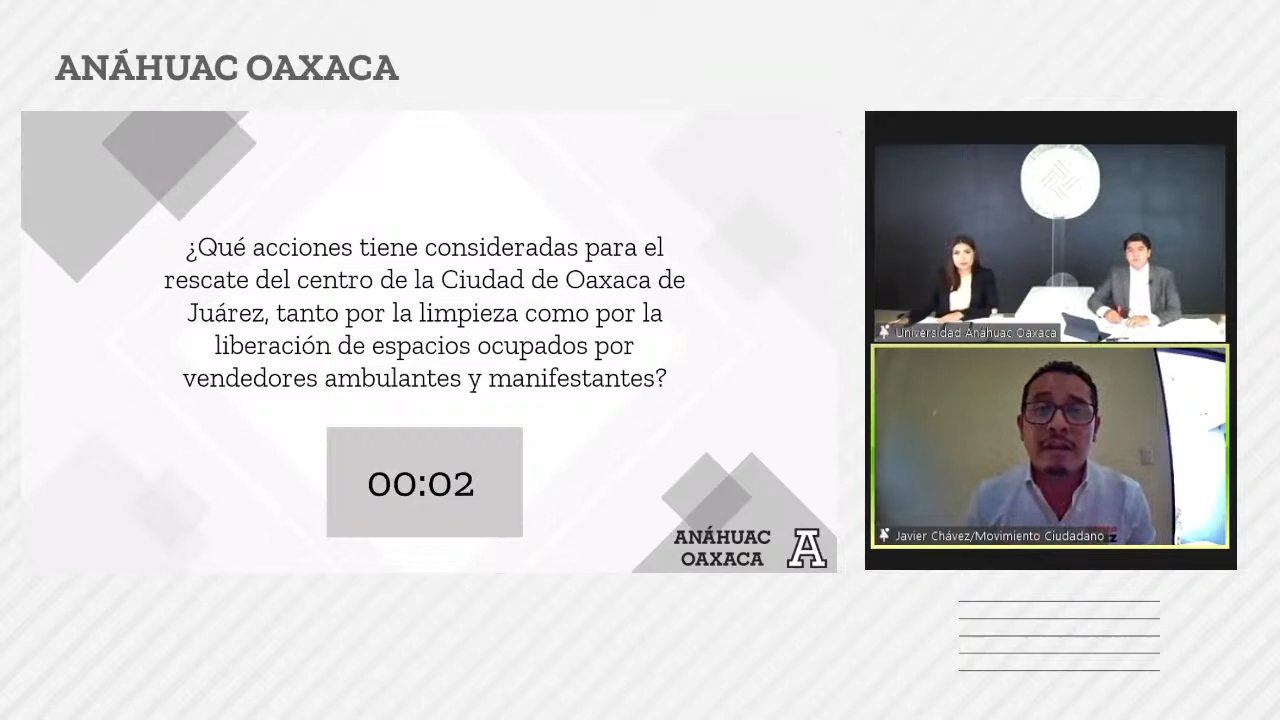 ANÁHUAC OAXACA
¿Qué acciones tiene consideradas para el
rescate del centro de la Ciudad de Oaxaca de
Juárez, tanto por la limpieza como por la
liberación de espacios ocupados por
vendedores ambulantes y manifestantes?
00:02
ANÁHUAC
OAXACA
A
Universidad Anahuac Oaxaca
Javier Chávez/Movimiento Ciudadano